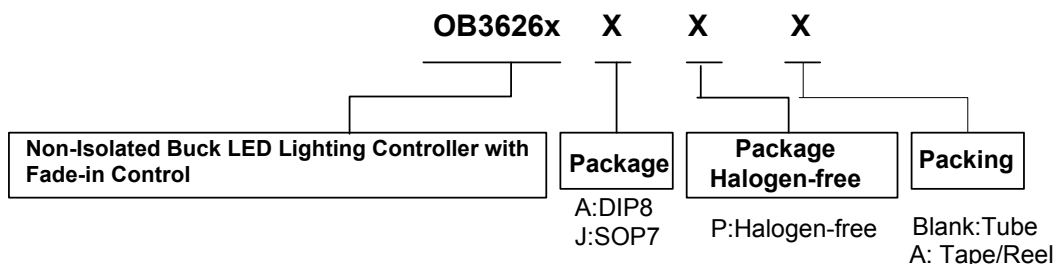 OB3626x X X X
Non-Isolated Buck LED Lighting Controller with
Fade-in Control
Package
A:DIP8
J:SOP7
Package
Halogen-free
P:Halogen-free
Packing
Blank:Tube
A: Tape/Reel